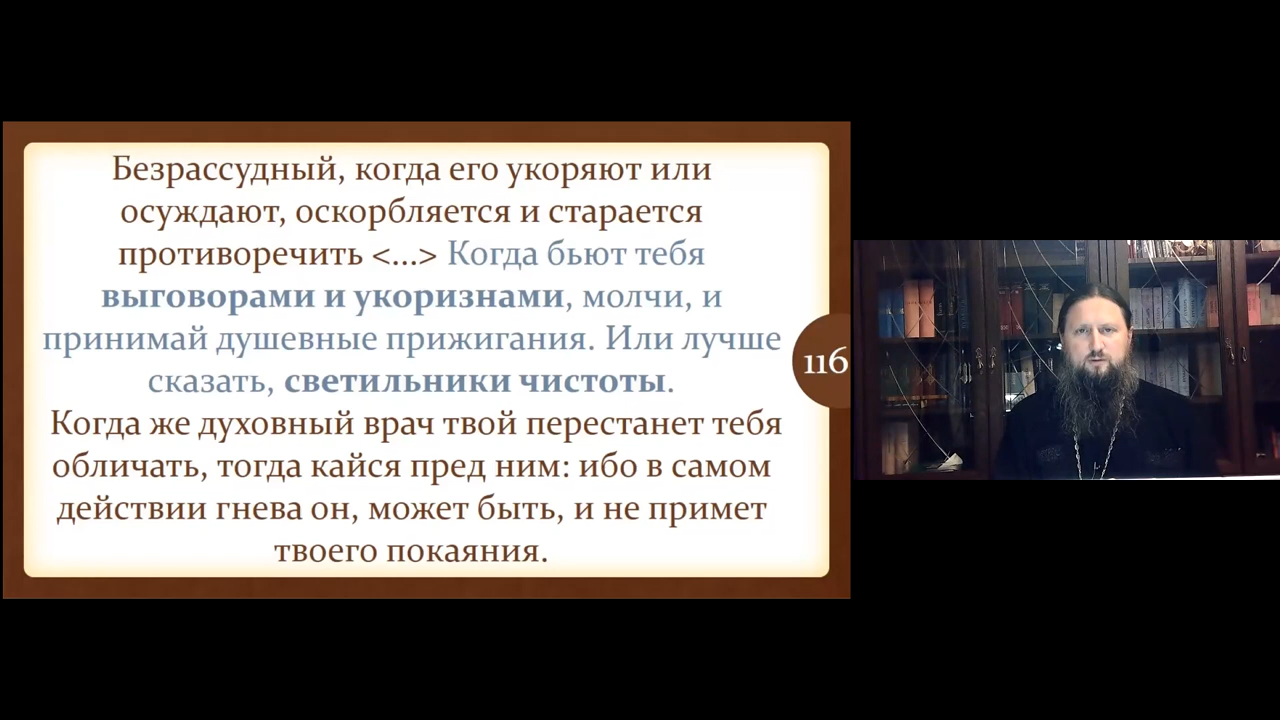 Безрассудный, когда его укоряют или
осуждают, оскорбляется и старается
противоречить <...> Когда бьют тебя
выговорами и укоризнами, молчи, и
принимай душевные прижигания. Или лучше
сказать, светильники чистоты.
Когда же духовный врач твой перестанет тебя
обличать, тогда кайся пред ним: ибо в самом
действии гнева он, может быть, и не примет
твоего покаяния.
116